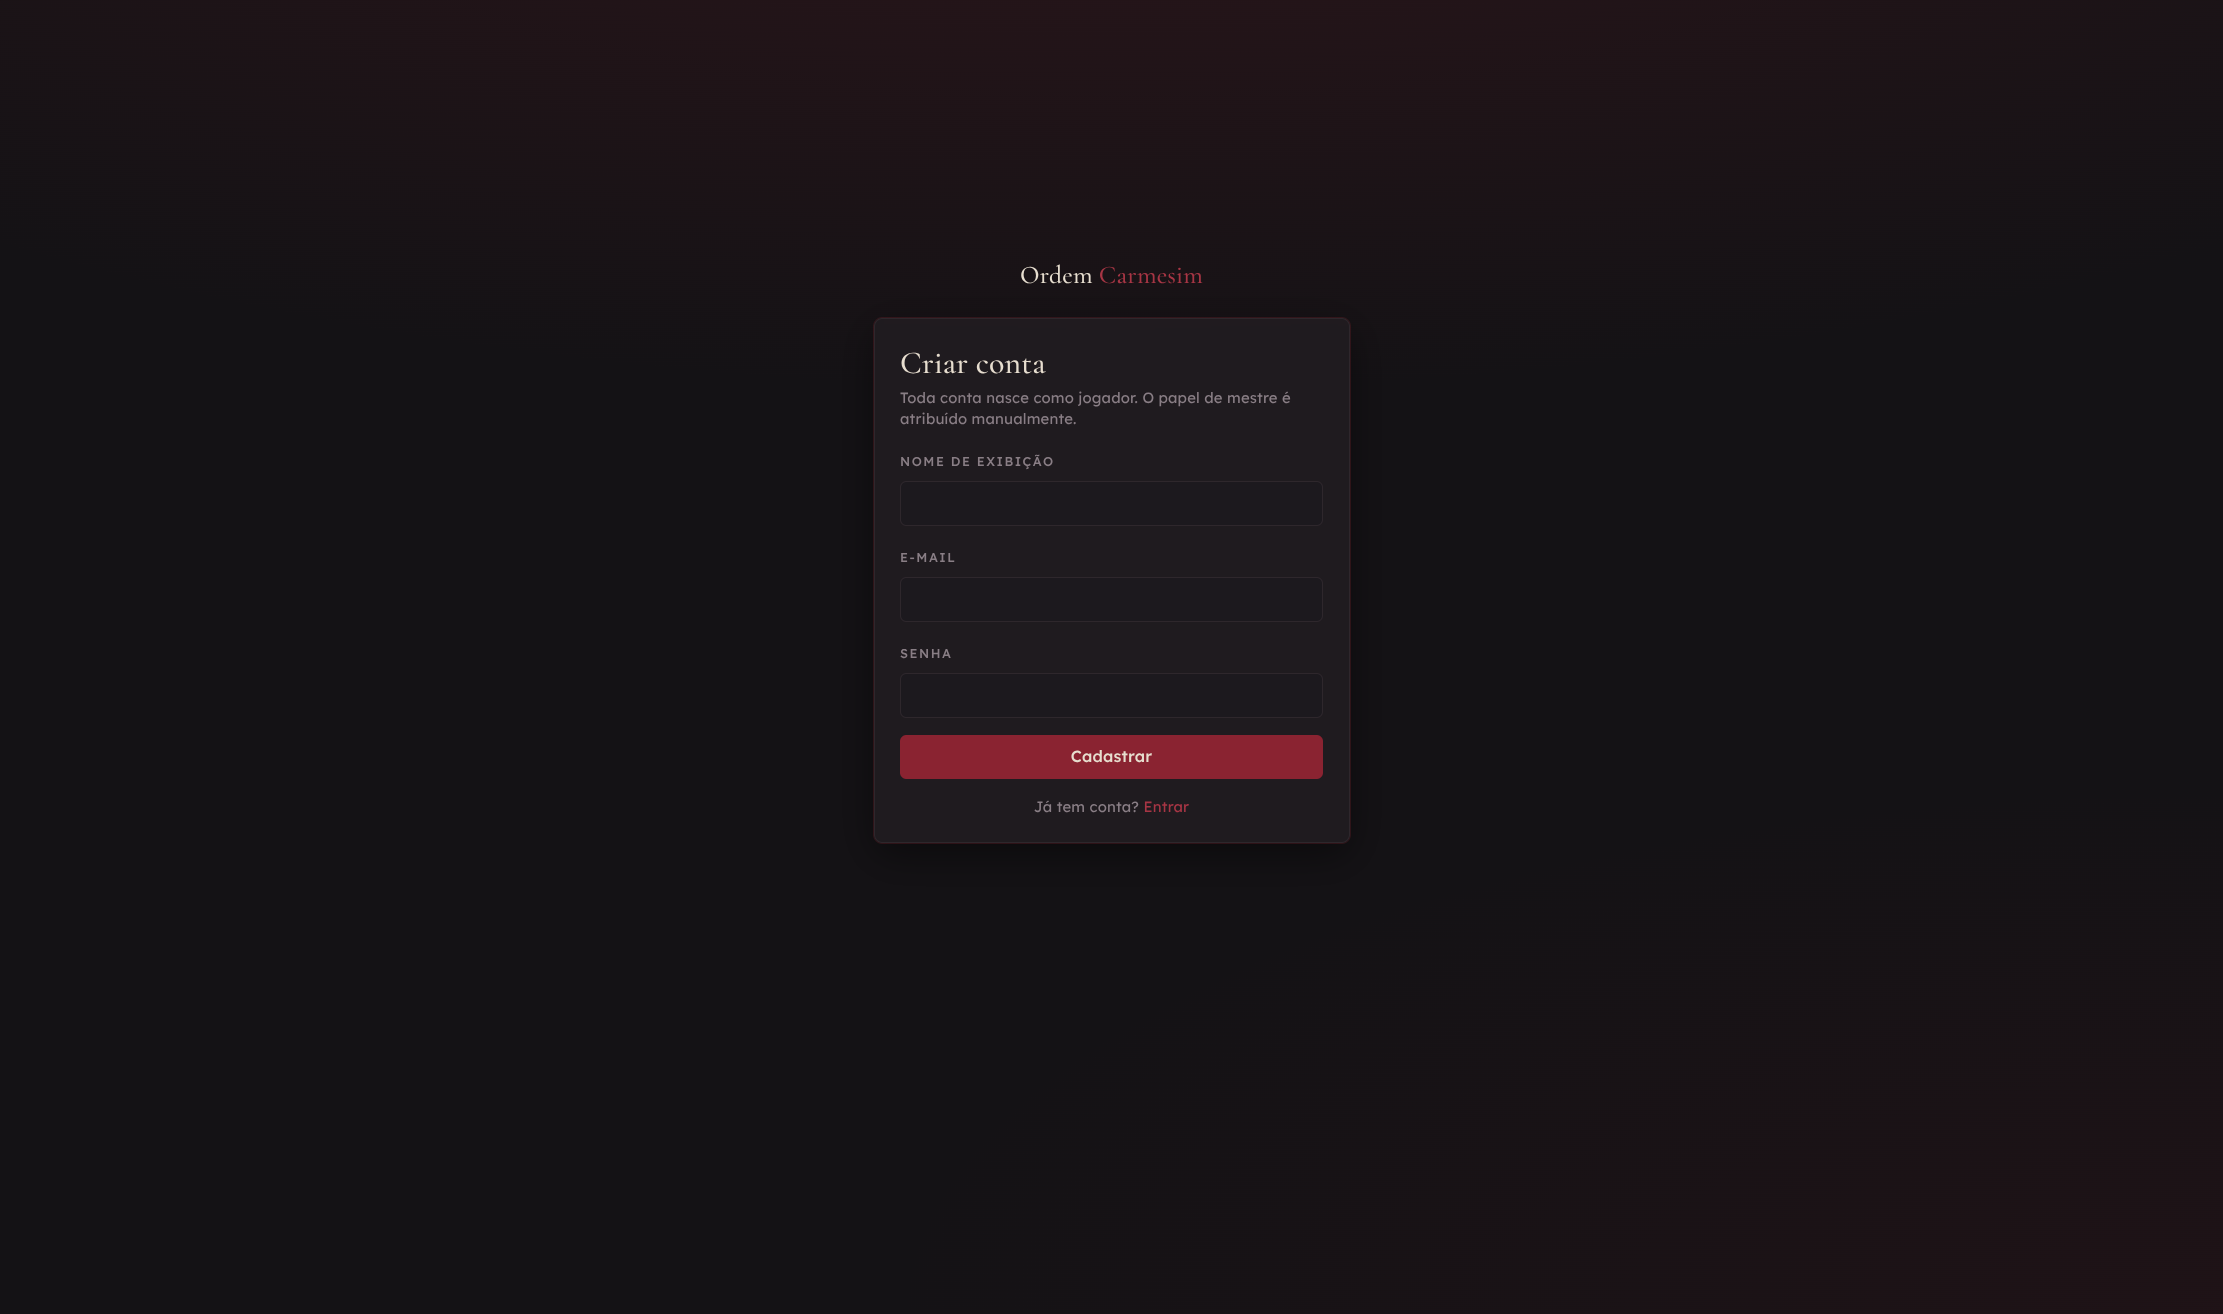 Ordem Carmesim
Criar conta
Toda conta nasce como jogador. O papel de mestre é
atribuído manualmente.
NOME DE EXIBIÇÃO
E-MAIL
SENHA
Cadastrar
Já tem conta? Entrar